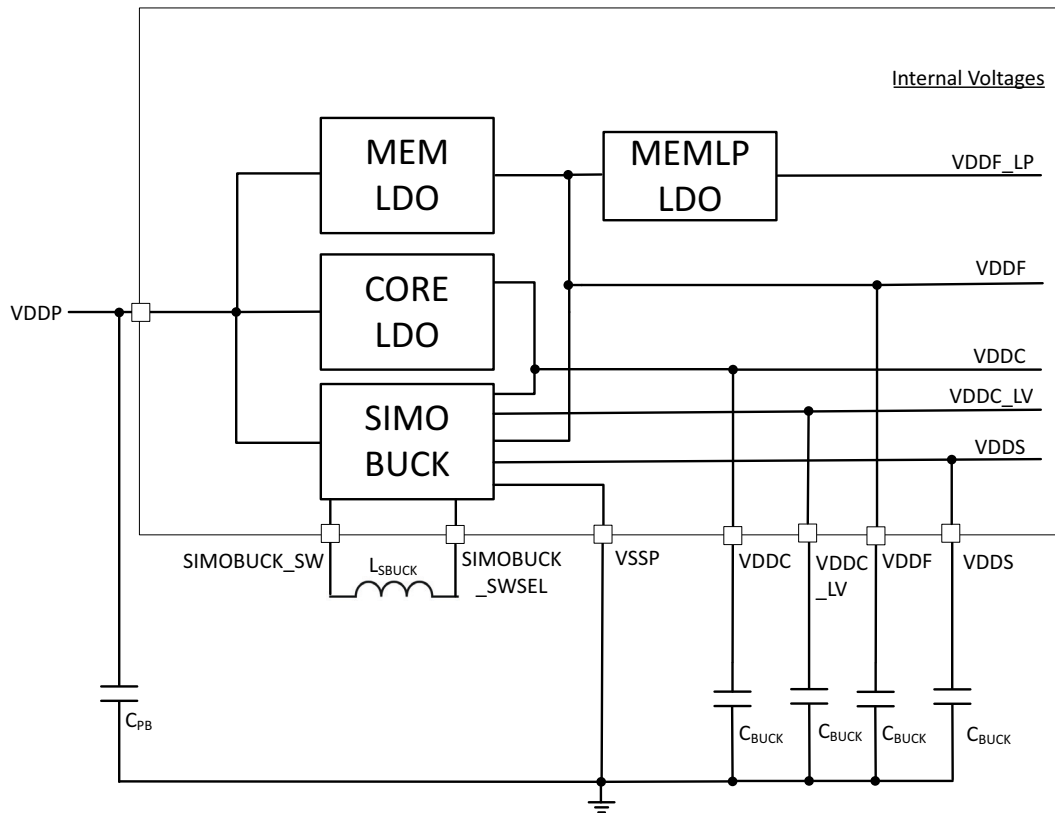 Internal Voltages
MEM
LDO
MEMLP
LDO
VDDF_LP
CORE
LDO
VDDF
VDDP
VDDC
VDDC_LV
SIMO
BUCK
VDDS
SIMOBUCK_SW
LSBUCK
SIMOBUCK
_SWSEL
VSSP
VDDC
VDDC
_LV
VDDF
VDDS
CPB
CBUCK
CBUCK
CBUCK
CBUCK